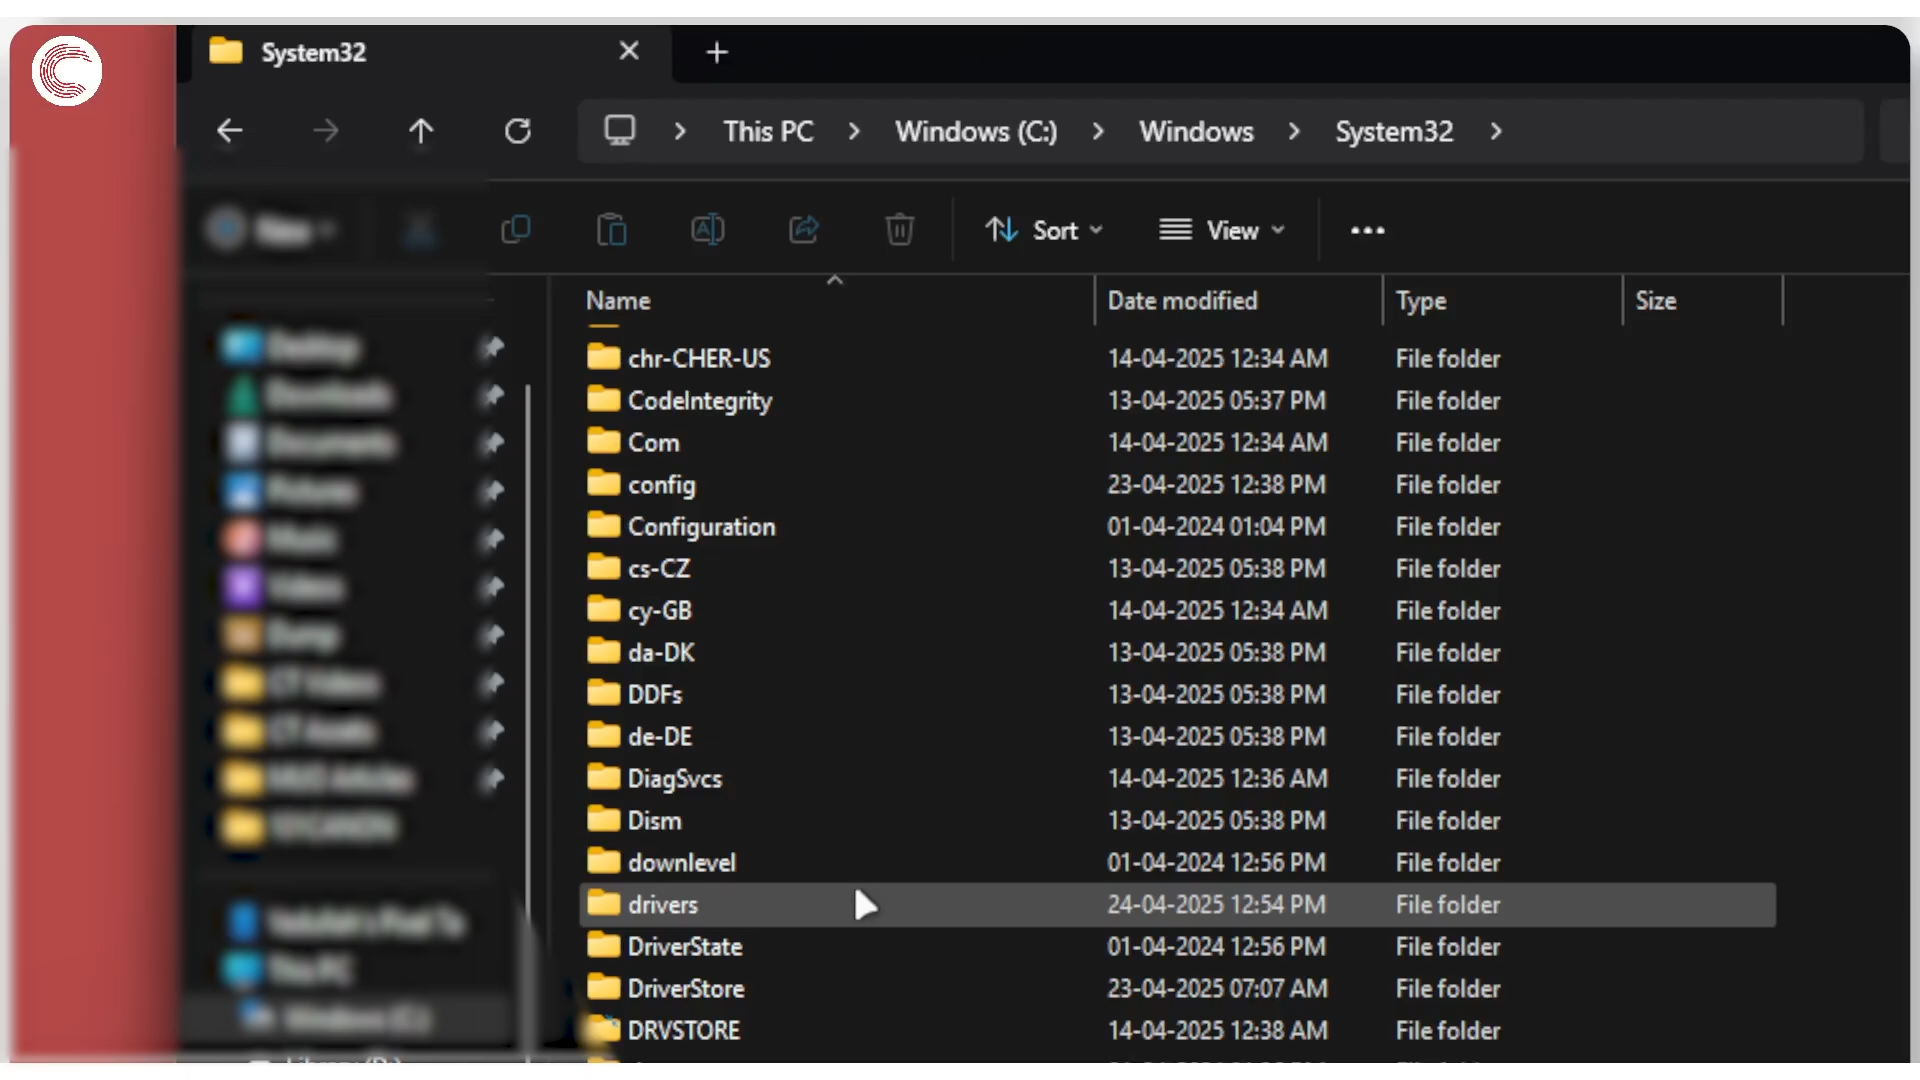 System32
This PC > Windows (C:) > Windows > System32 >
Sort View
Name Date modified Type Size
chr-CHER-US 14-04-2025 12:34 AM File folder
CodeIntegrity 13-04-2025 05:37 PM File folder
Com 14-04-2025 12:34 AM File folder
config 23-04-2025 12:38 PM File folder
Configuration 01-04-2024 01:04 PM File folder
cs-CZ 13-04-2025 05:38 PM File folder
cy-GB 14-04-2025 12:34 AM File folder
da-DK 13-04-2025 05:38 PM File folder
DDFs 13-04-2025 05:38 PM File folder
de-DE 13-04-2025 05:38 PM File folder
DiagSvcs 14-04-2025 12:36 AM File folder
Dism 13-04-2025 05:38 PM File folder
downlevel 01-04-2024 12:56 PM File folder
drivers 24-04-2025 12:54 PM File folder
DriverState 01-04-2024 12:56 PM File folder
DriverStore 23-04-2025 07:07 AM File folder
DRVSTORE 14-04-2025 12:38 AM File folder
Desktop
Downloads
Documents
Pictures
Music
Videos
This PC
Windows (C:)